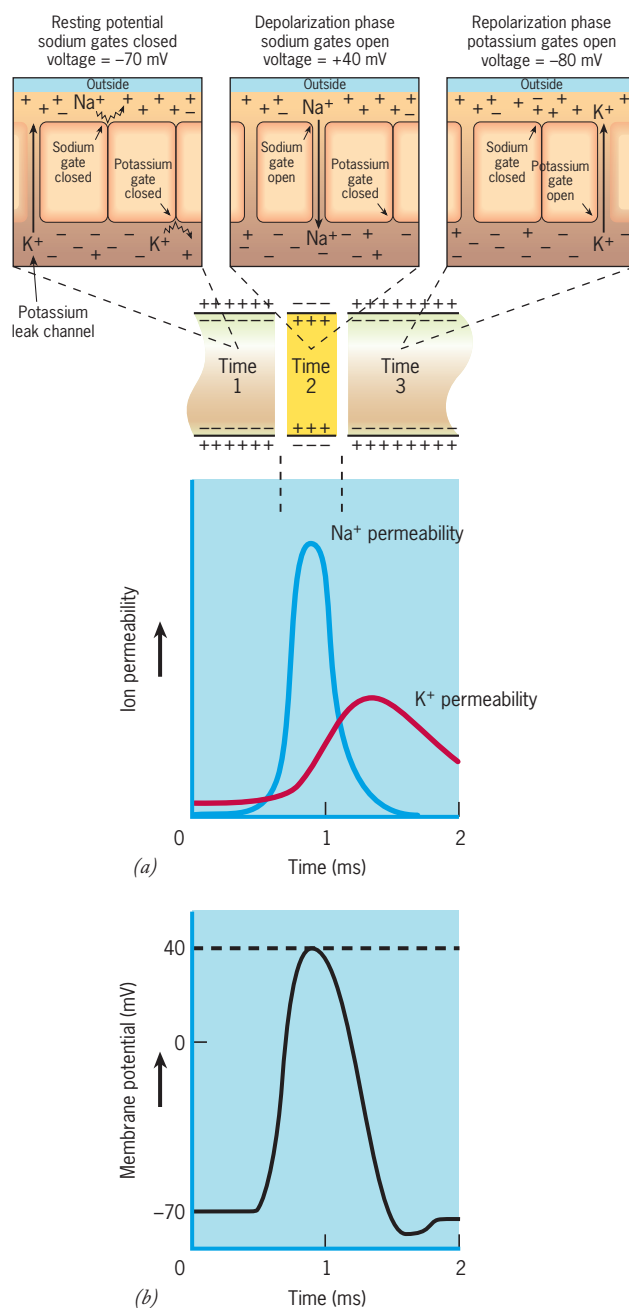 Resting potential
sodium gates closed
voltage = –70 mV
Depolarization phase
sodium gates open
voltage = +40 mV
Repolarization phase
potassium gates open
voltage = –80 mV
Outside
Na+
Sodium
gate
closed
Potassium
gate
closed
K+
K+
Potassium
leak channel
Outside
Na+
Sodium
gate
open
Potassium
gate
closed
Na+
Outside
K+
Sodium
gate
closed
Potassium
gate
open
K+
Time
1
Time
2
Time
3
Na+ permeability
K+ permeability
Ion permeability
0
1
2
(a)
Time (ms)
40
0
–70
Membrane potential (mV)
0
1
2
(b)
Time (ms)